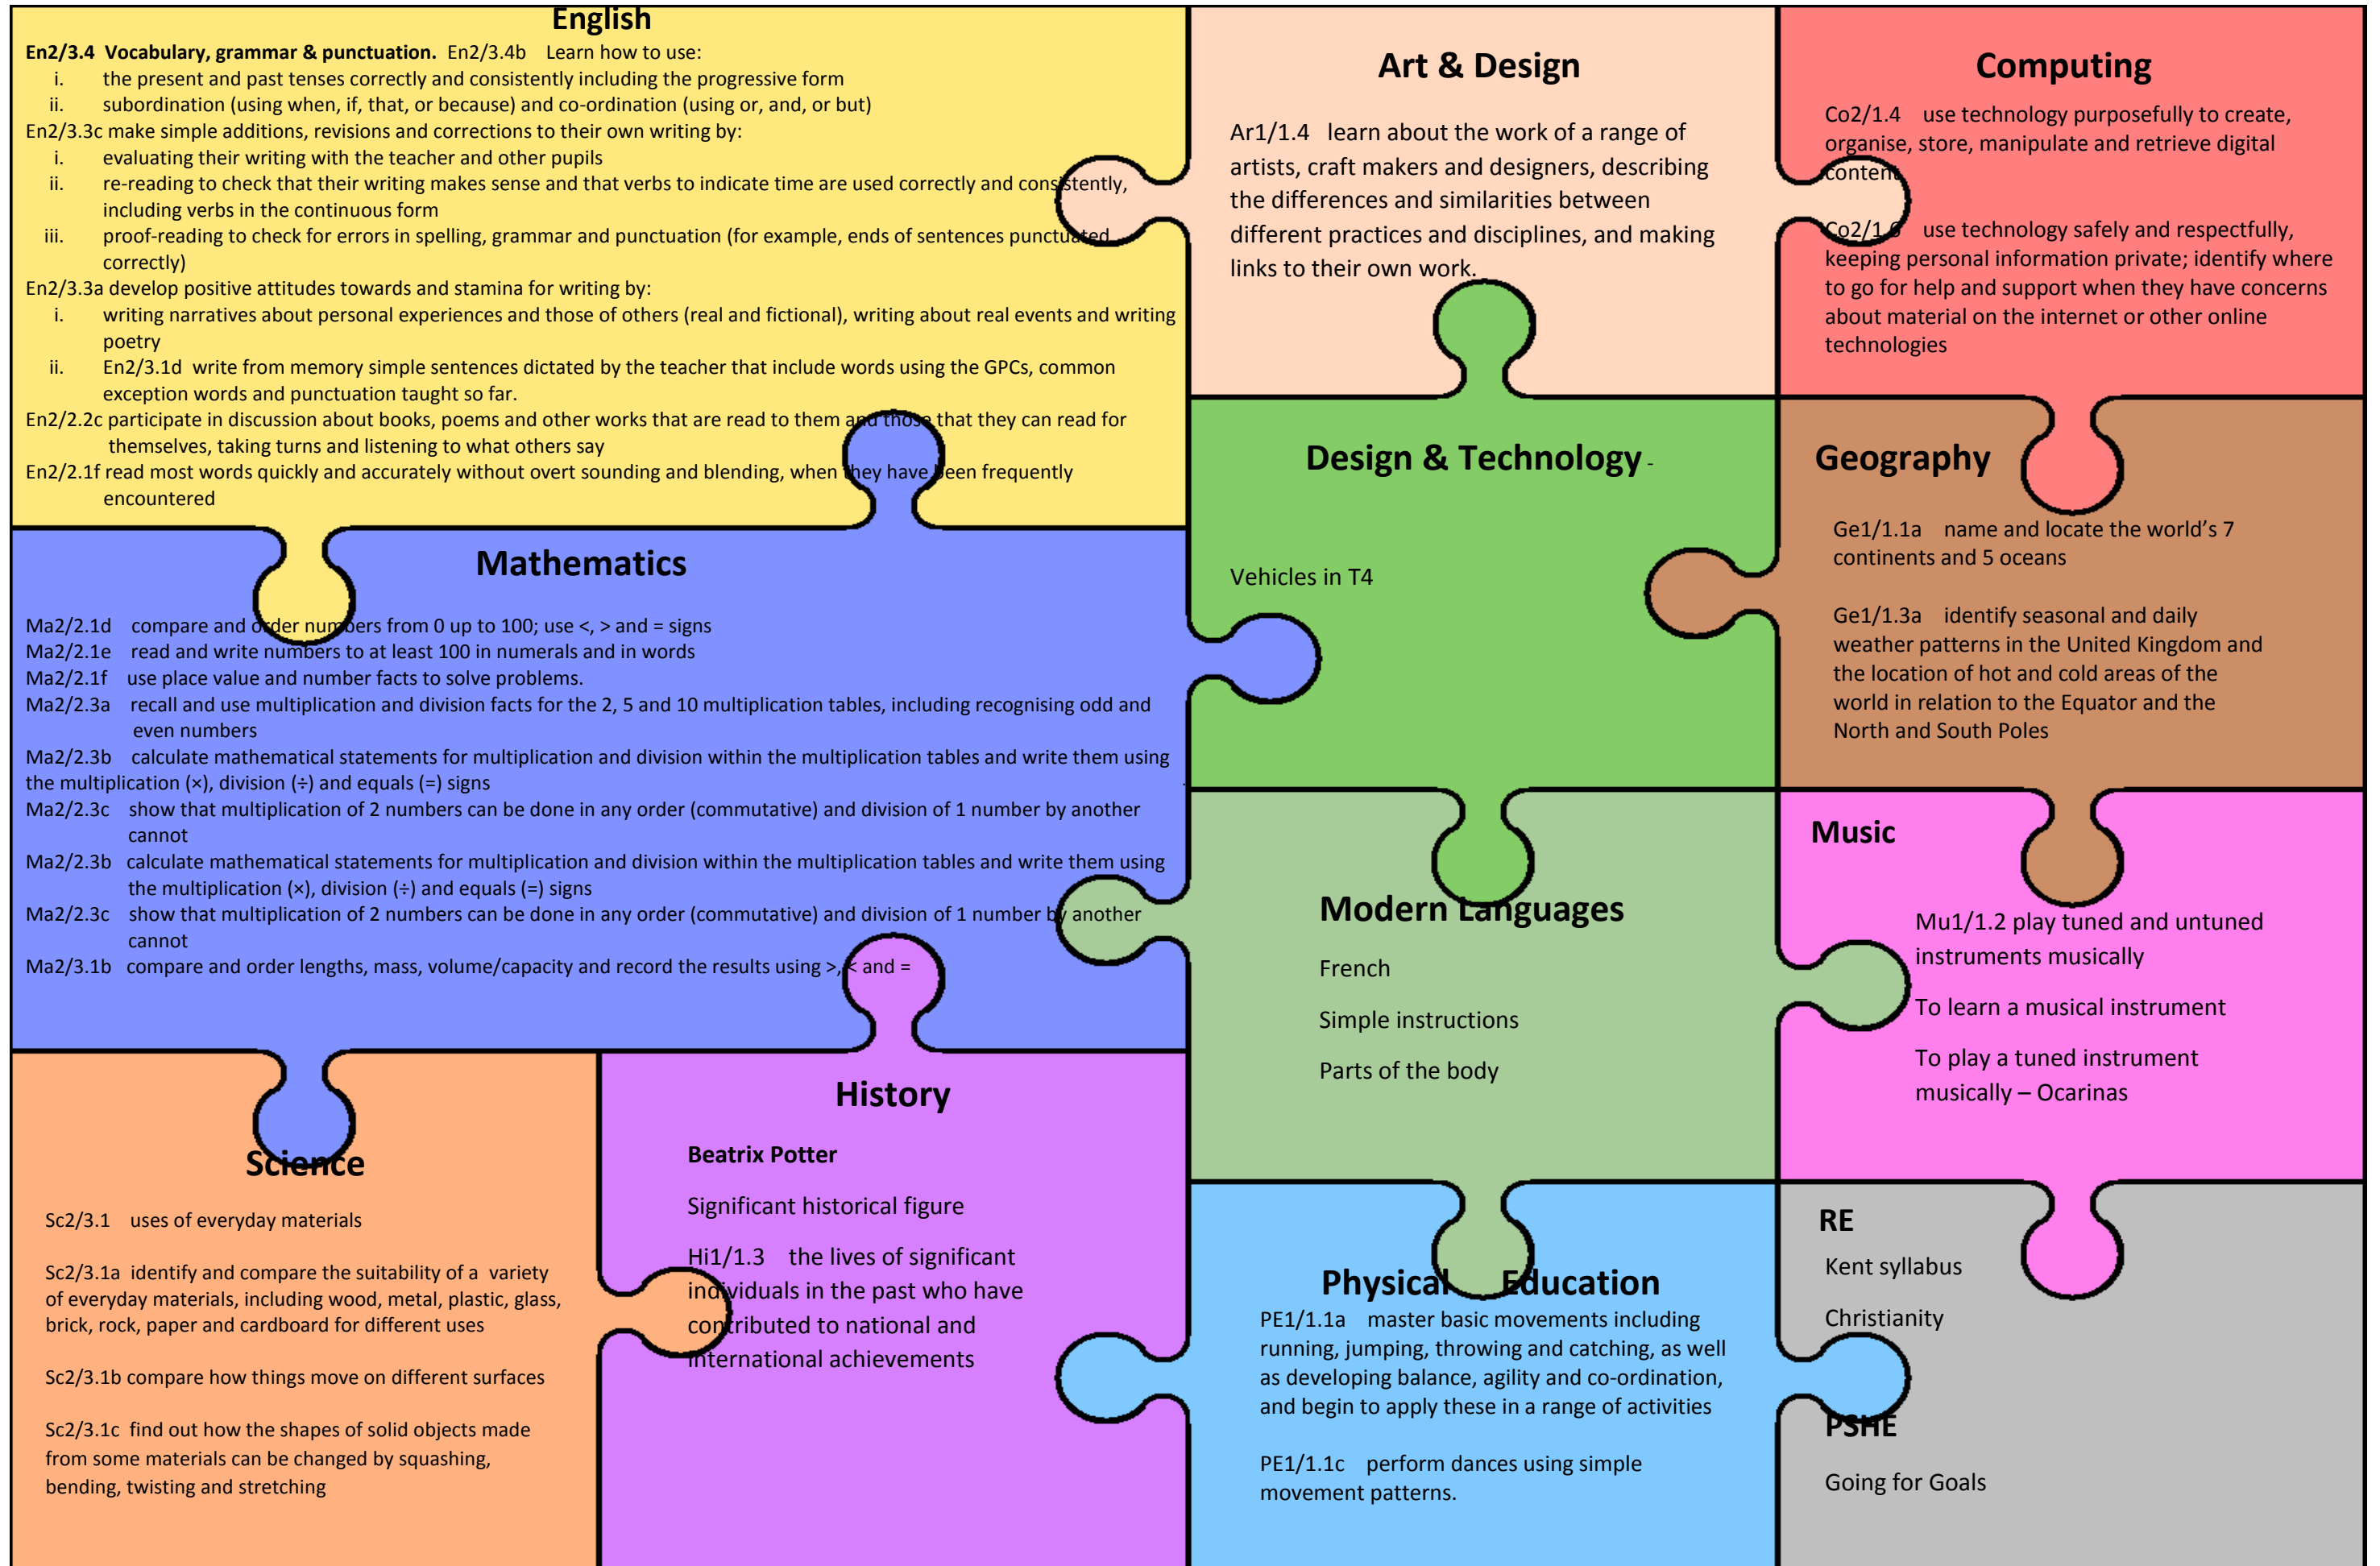 English
En2/3.4 Vocabulary, grammar & punctuation. En2/3.4b Learn how to use:
i. the present and past tenses correctly and consistently including the progressive form
ii. subordination (using when, if, that, or because) and co-ordination (using or, and, or but)
En2/3.3c make simple additions, revisions and corrections to their own writing by:
i. evaluating their writing with the teacher and other pupils
ii. re-reading to check that their writing makes sense and that verbs to indicate time are used correctly and consistently,
including verbs in the continuous form
iii. proof-reading to check for errors in spelling, grammar and punctuation (for example, ends of sentences punctuated
correctly)
En2/3.3a develop positive attitudes towards and stamina for writing by:
i. writing narratives about personal experiences and those of others (real and fictional), writing about real events and writing
poetry
ii. En2/3.1d write from memory simple sentences dictated by the teacher that include words using the GPCs, common
exception words and punctuation taught so far.
En2/2.2c participate in discussion about books, poems and other works that are read to them and those that they can read for
themselves, taking turns and listening to what others say
En2/2.1f read most words quickly and accurately without overt sounding and blending, when they have been frequently
encountered
Art & Design
Ar1/1.4 learn about the work of a range of
artists, craft makers and designers, describing
the differences and similarities between
different practices and disciplines, and making
links to their own work.
Computing
Co2/1.4 use technology purposefully to create,
organise, store, manipulate and retrieve digital
content
Co2/1.6 use technology safely and respectfully,
keeping personal information private; identify where
to go for help and support when they have concerns
about material on the internet or other online
technologies
Mathematics
Ma2/2.1d compare and order numbers from 0 up to 100; use <, > and = signs
Ma2/2.1e read and write numbers to at least 100 in numerals and in words
Ma2/2.1f use place value and number facts to solve problems.
Ma2/2.3a recall and use multiplication and division facts for the 2, 5 and 10 multiplication tables, including recognising odd and
even numbers
Ma2/2.3b calculate mathematical statements for multiplication and division within the multiplication tables and write them using
the multiplication (×), division (÷) and equals (=) signs
Ma2/2.3c show that multiplication of 2 numbers can be done in any order (commutative) and division of 1 number by another
cannot
Ma2/2.3b calculate mathematical statements for multiplication and division within the multiplication tables and write them using
the multiplication (×), division (÷) and equals (=) signs
Ma2/2.3c show that multiplication of 2 numbers can be done in any order (commutative) and division of 1 number by another
cannot
Ma2/3.1b compare and order lengths, mass, volume/capacity and record the results using >, < and =
Design & Technology -
Vehicles in T4
Geography
Ge1/1.1a name and locate the world's 7
continents and 5 oceans
Ge1/1.3a identify seasonal and daily
weather patterns in the United Kingdom and
the location of hot and cold areas of the
world in relation to the Equator and the
North and South Poles
Modern Languages
French
Simple instructions
Parts of the body
Music
Mu1/1.2 play tuned and untuned
instruments musically
To learn a musical instrument
To play a tuned instrument
musically – Ocarinas
Science
Sc2/3.1 uses of everyday materials
Sc2/3.1a identify and compare the suitability of a variety
of everyday materials, including wood, metal, plastic, glass,
brick, rock, paper and cardboard for different uses
Sc2/3.1b compare how things move on different surfaces
Sc2/3.1c find out how the shapes of solid objects made
from some materials can be changed by squashing,
bending, twisting and stretching
History
Beatrix Potter
Significant historical figure
Hi1/1.3 the lives of significant
individuals in the past who have
contributed to national and
international achievements
Physical Education
PE1/1.1a master basic movements including
running, jumping, throwing and catching, as well
as developing balance, agility and co-ordination,
and begin to apply these in a range of activities
PE1/1.1c perform dances using simple
movement patterns.
RE
Kent syllabus
Christianity
PSHE
Going for Goals